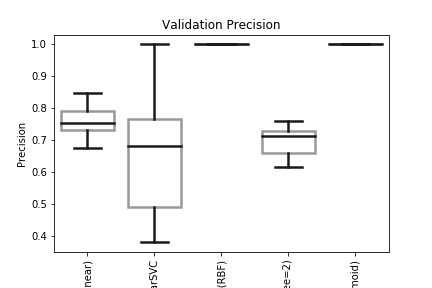 Validation Precision
1.0
0.9
0.8
0.7
0.6
0.5
0.4
Precision
near)
arSVC
(RBF)
ee=2)
moid)